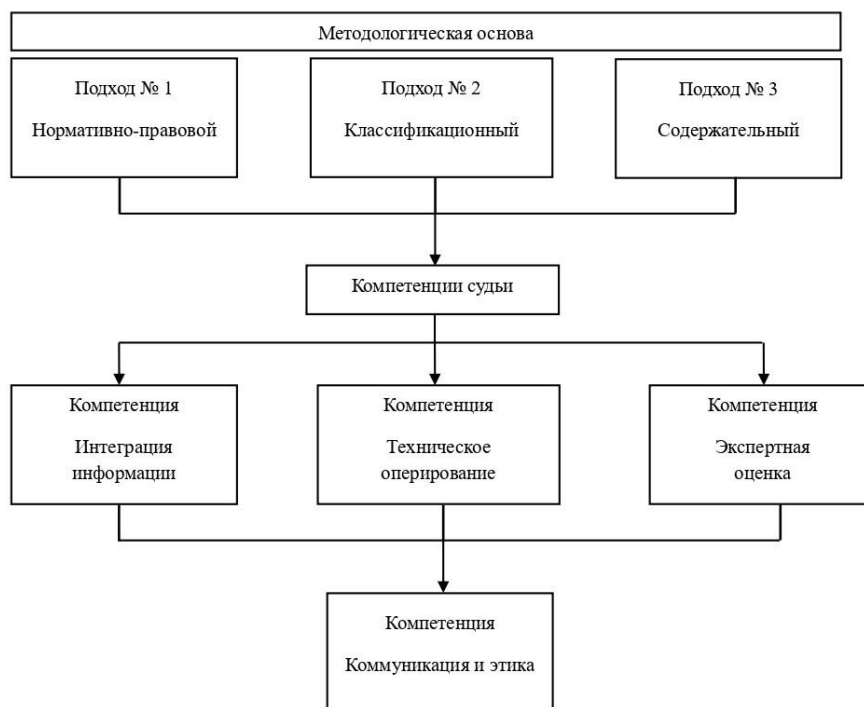 Методологическая основа
Подход № 1
Нормативно-правовой
Подход № 2
Классификационный
Подход № 3
Содержательный
Компетенции судьи
Компетенция
Интеграция
информации
Компетенция
Техническое
оперирование
Компетенция
Экспертная
оценка
Компетенция
Коммуникация и этика